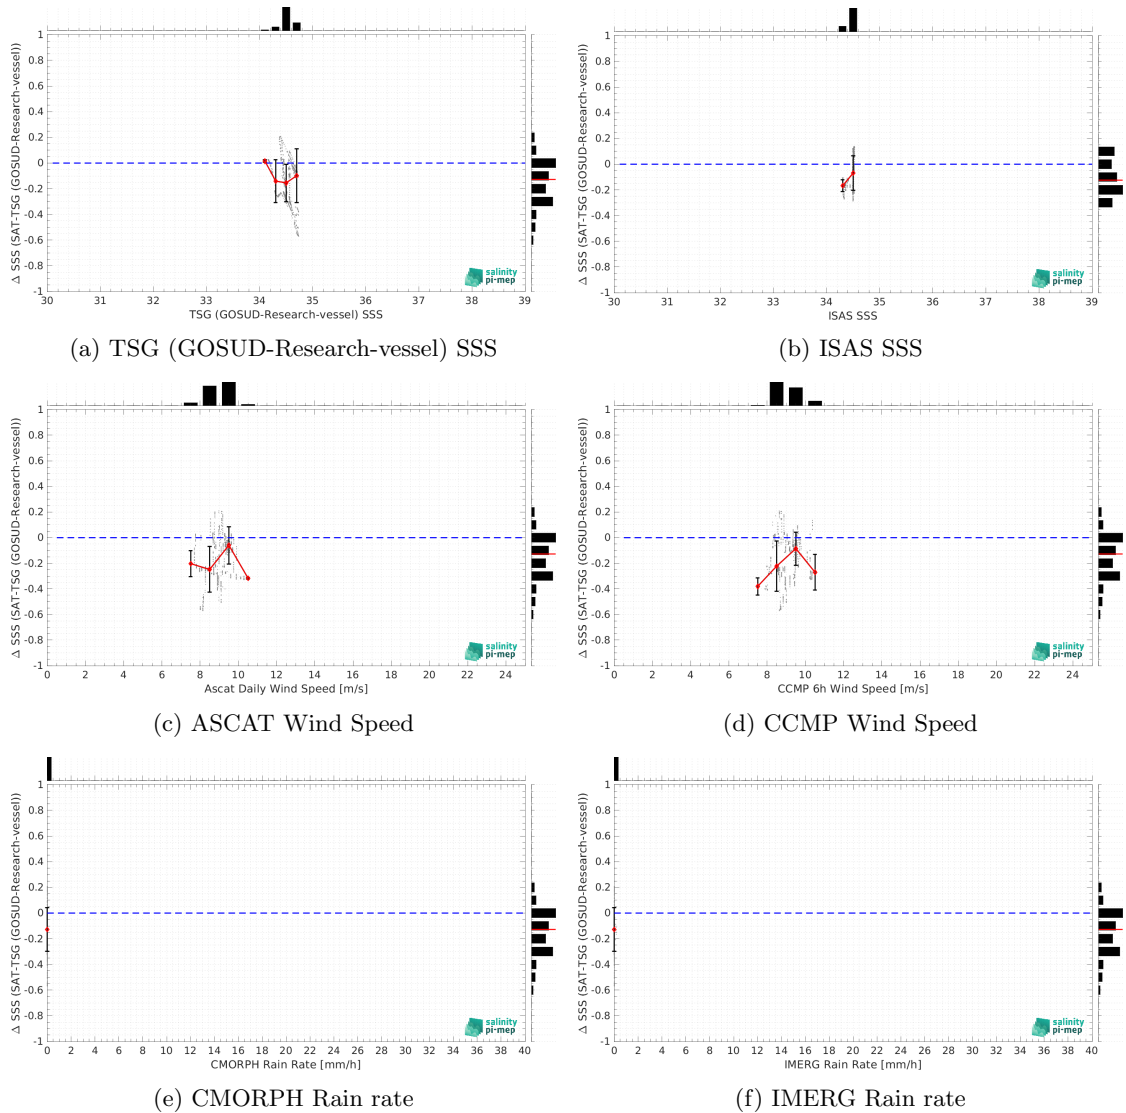 Δ SSS (SAT-TSG (GOSUD-Research-vessel))
1
0.8
0.6
0.4
0.2
0
-0.2
-0.4
-0.6
-0.8
-1
30 31 32 33 34 35 36 37 38 39
TSG (GOSUD-Research-vessel) SSS
salinity
pi-mep
(a) TSG (GOSUD-Research-vessel) SSS
Δ SSS (SAT-TSG (GOSUD-Research-vessel))
1
0.8
0.6
0.4
0.2
0
-0.2
-0.4
-0.6
-0.8
-1
30 31 32 33 34 35 36 37 38 39
ISAS SSS
salinity
pi-mep
(b) ISAS SSS
Δ SSS (SAT-TSG (GOSUD-Research-vessel))
1
0.8
0.6
0.4
0.2
0
-0.2
-0.4
-0.6
-0.8
-1
0 2 4 6 8 10 12 14 16 18 20 22 24
Ascat Daily Wind Speed [m/s]
salinity
pi-mep
(c) ASCAT Wind Speed
Δ SSS (SAT-TSG (GOSUD-Research-vessel))
1
0.8
0.6
0.4
0.2
0
-0.2
-0.4
-0.6
-0.8
-1
0 2 4 6 8 10 12 14 16 18 20 22 24
CCMP 6h Wind Speed [m/s]
salinity
pi-mep
(d) CCMP Wind Speed
Δ SSS (SAT-TSG (GOSUD-Research-vessel))
1
0.8
0.6
0.4
0.2
0
-0.2
-0.4
-0.6
-0.8
-1
0 2 4 6 8 10 12 14 16 18 20 22 24 26 28 30 32 34 36 38 40
CMORPH Rain Rate [mm/h]
salinity
pi-mep
(e) CMORPH Rain rate
Δ SSS (SAT-TSG (GOSUD-Research-vessel))
1
0.8
0.6
0.4
0.2
0
-0.2
-0.4
-0.6
-0.8
-1
0 2 4 6 8 10 12 14 16 18 20 22 24 26 28 30 32 34 36 38 40
IMERG Rain Rate [mm/h]
salinity
pi-mep
(f) IMERG Rain rate